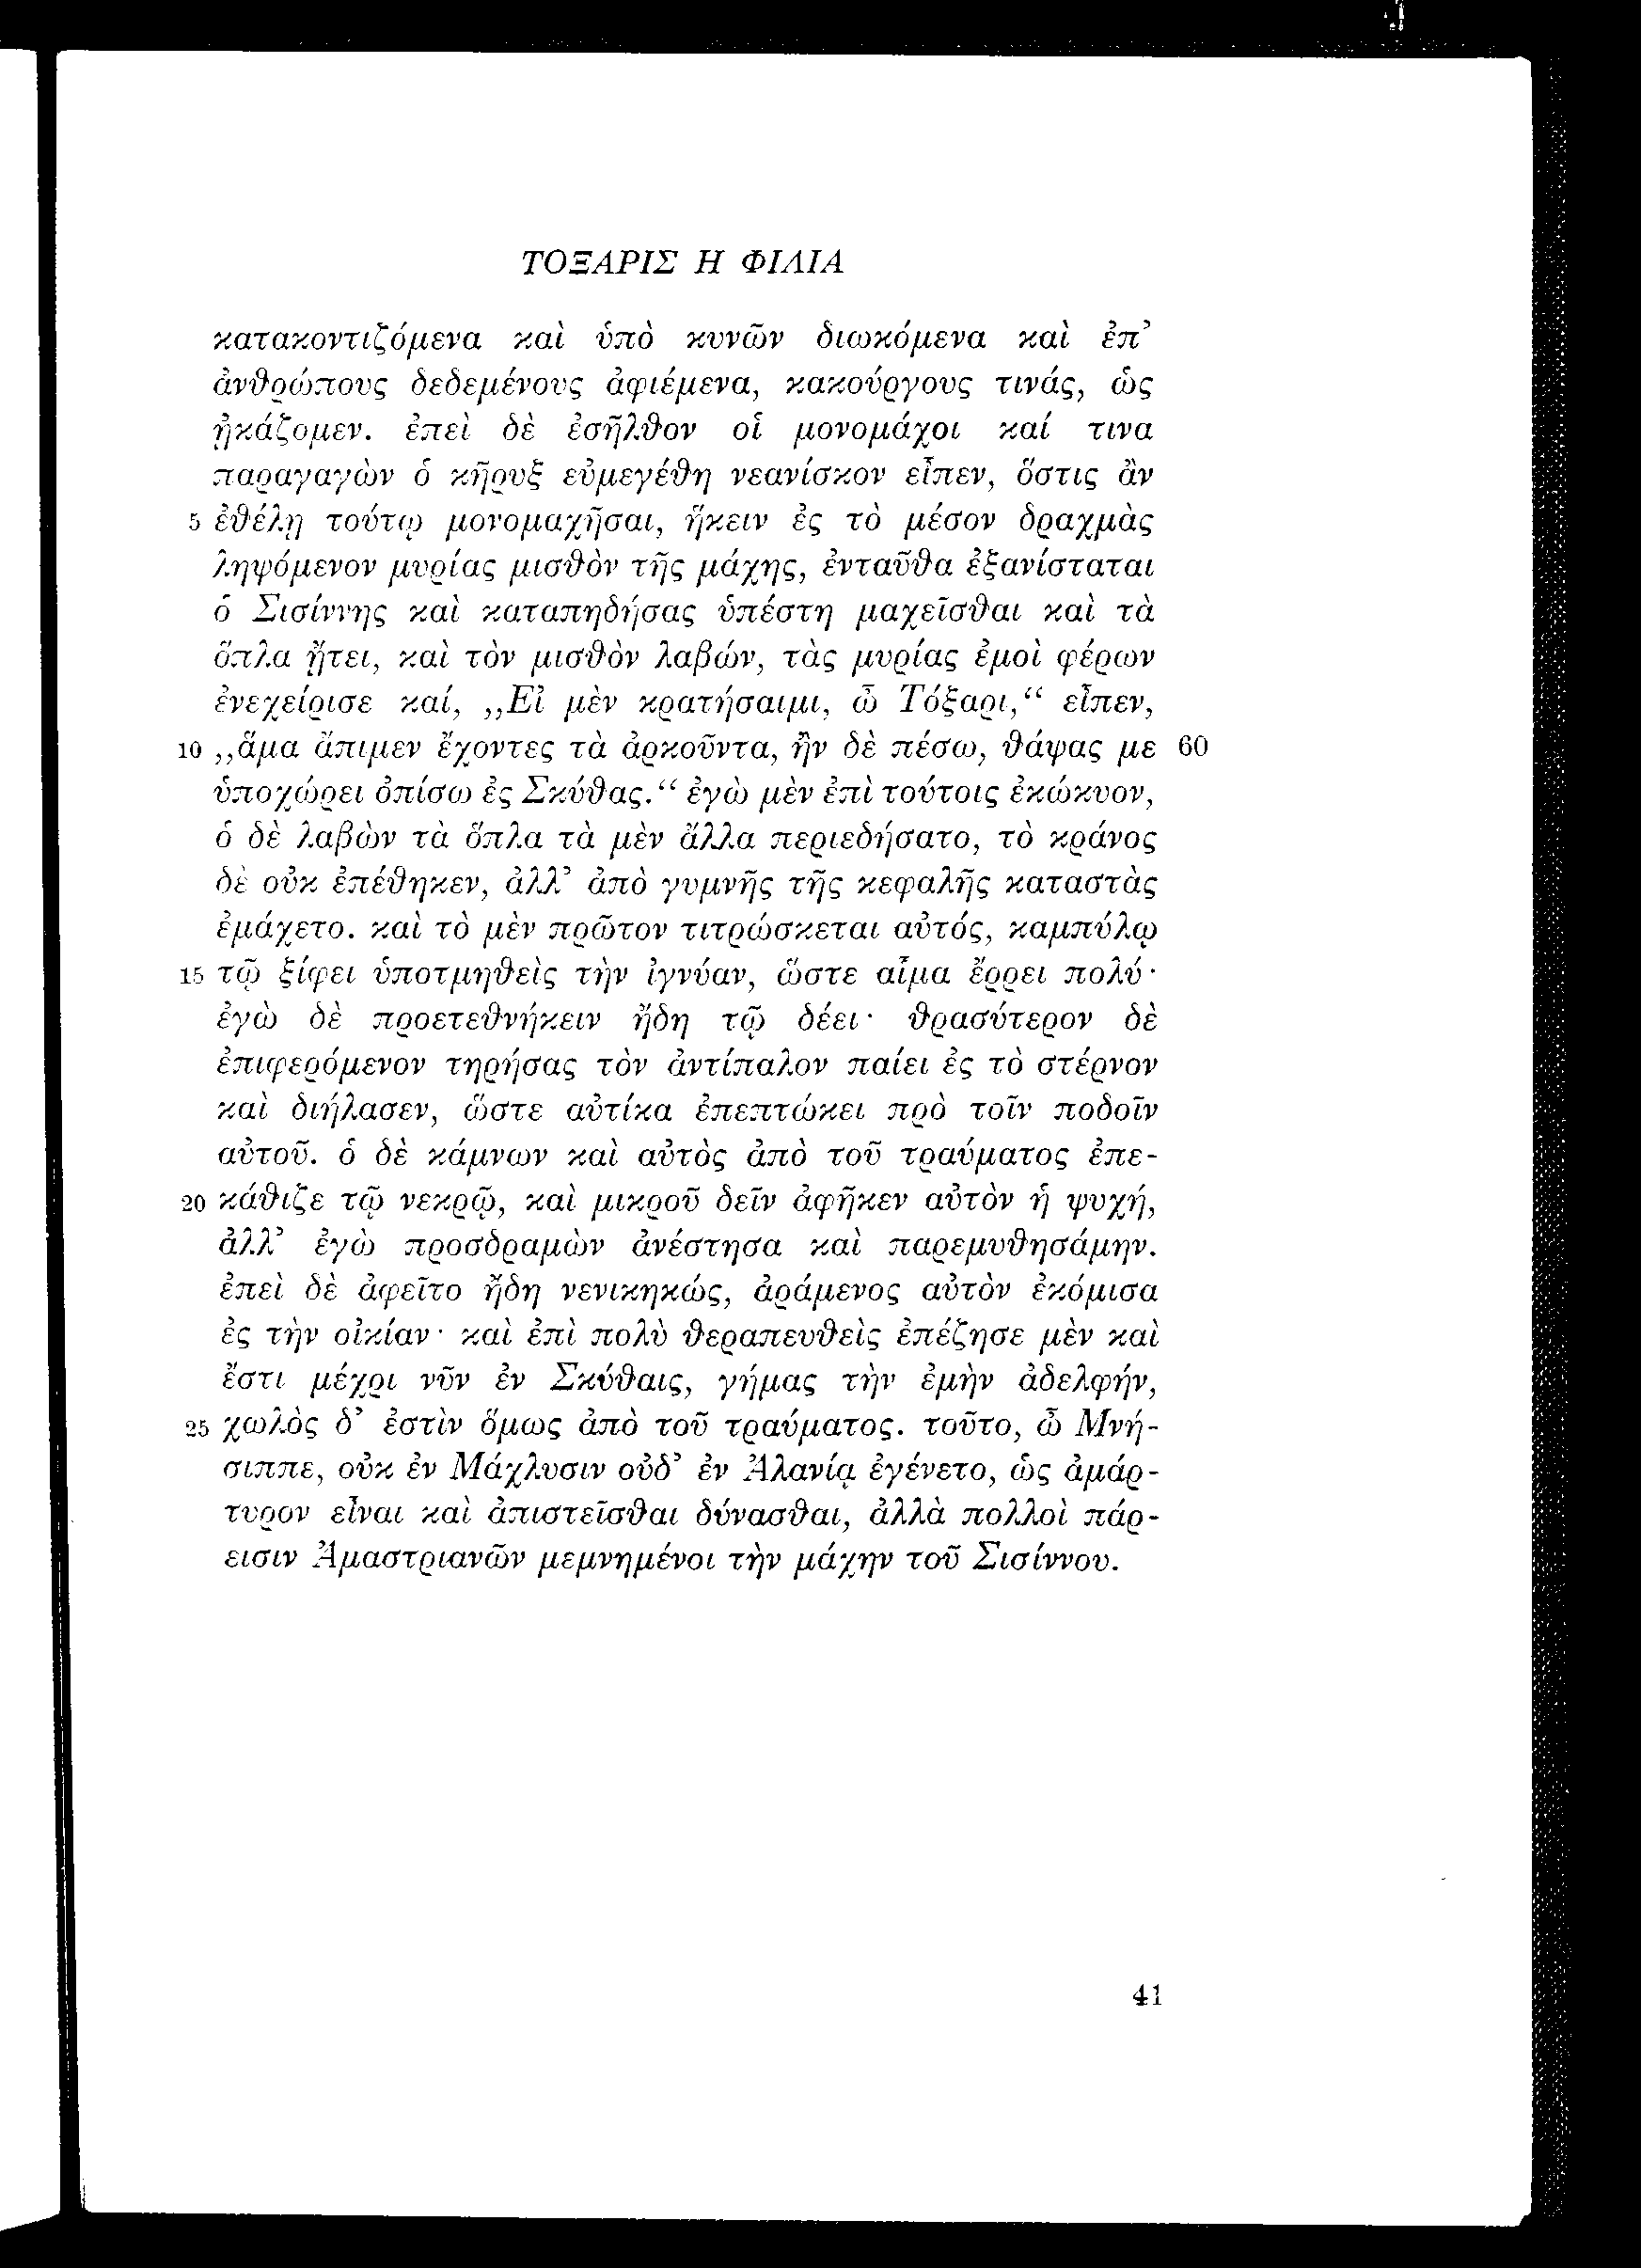 ΤΟΞΑΡΙΣ Η ΦΙΛΙΑ
κατακοντιζόμενα καὶ ὑπὸ κυνῶν διωκόμενα καὶ ἐπ’
ἀνθρώπους δεδεμένους ἀφιέμενα, κακούργους τινάς, ὡς
ᾐκάζομεν. ἐπεὶ δὲ ἐσῆλθον οἱ μονομάχοι καί τινα
παραγαγὼν ὁ κῆρυξ εὐμεγέθη νεανίσκον εἶπεν, ὅστις ἂν
5 ἐθέλῃ τούτῳ μονομαχῆσαι, ἥκειν ἐς τὸ μέσον δραχμὰς
ληψόμενον μυρίας μισθὸν τῆς μάχης, ἐνταῦθα ἐξανίσταται
ὁ Σισίννης καὶ καταπηδήσας ὑπέστη μαχεῖσθαι καὶ τὰ
ὅπλα ᾔτει, καὶ τὸν μισθὸν λαβών, τὰς μυρίας ἐμοὶ φέρων
ἐνεχείρισε καί, „Εἰ μὲν κρατήσαιμι, ὦ Τόξαρι,“ εἶπεν,
10 „ἅμα ἄπιμεν ἔχοντες τὰ ἀρκοῦντα, ἢν δὲ πέσω, θάψας με 60
ὑποχώρει ὀπίσω ἐς Σκύθας.“ ἐγὼ μὲν ἐπὶ τούτοις ἐκώκυον,
ὁ δὲ λαβὼν τὰ ὅπλα τὰ μὲν ἄλλα περιεδήσατο, τὸ κράνος
δὲ οὐκ ἐπέθηκεν, ἀλλ’ ἀπὸ γυμνῆς τῆς κεφαλῆς καταστὰς
ἐμάχετο. καὶ τὸ μὲν πρῶτον τιτρώσκεται αὐτός, καμπύλῳ
15 τῷ ξίφει ὑποτμηθεὶς τὴν ἰγνύαν, ὥστε αἷμα ἔρρει πολύ·
ἐγὼ δὲ προετεθνήκειν ἤδη τῷ δέει· θρασύτερον δὲ
ἐπιφερόμενον τηρήσας τὸν ἀντίπαλον παίει ἐς τὸ στέρνον
καὶ διήλασεν, ὥστε αὐτίκα ἐπεπτώκει πρὸ τοῖν ποδοῖν
αὐτοῦ. ὁ δὲ κάμνων καὶ αὐτὸς ἀπὸ τοῦ τραύματος ἐπε-
20 κάθιζε τῷ νεκρῷ, καὶ μικροῦ δεῖν ἀφῆκεν αὐτὸν ἡ ψυχή,
ἀλλ’ ἐγὼ προσδραμὼν ἀνέστησα καὶ παρεμυθησάμην.
ἐπεὶ δὲ ἀφεῖτο ἤδη νενικηκώς, ἀράμενος αὐτὸν ἐκόμισα
ἐς τὴν οἰκίαν· καὶ ἐπὶ πολὺ θεραπευθεὶς ἐπέζησε μὲν καὶ
ἔστι μέχρι νῦν ἐν Σκύθαις, γήμας τὴν ἐμὴν ἀδελφήν,
25 χωλὸς δ’ ἐστὶν ὅμως ἀπὸ τοῦ τραύματος. τοῦτο, ὦ Μνή-
σιππε, οὐκ ἐν Μάχλυσιν οὐδ’ ἐν Ἀλανίᾳ ἐγένετο, ὡς ἀμάρ-
τυρον εἶναι καὶ ἀπιστεῖσθαι δύνασθαι, ἀλλὰ πολλοὶ πάρ-
εισιν Ἀμαστριανῶν μεμνημένοι τὴν μάχην τοῦ Σισίννου.
41